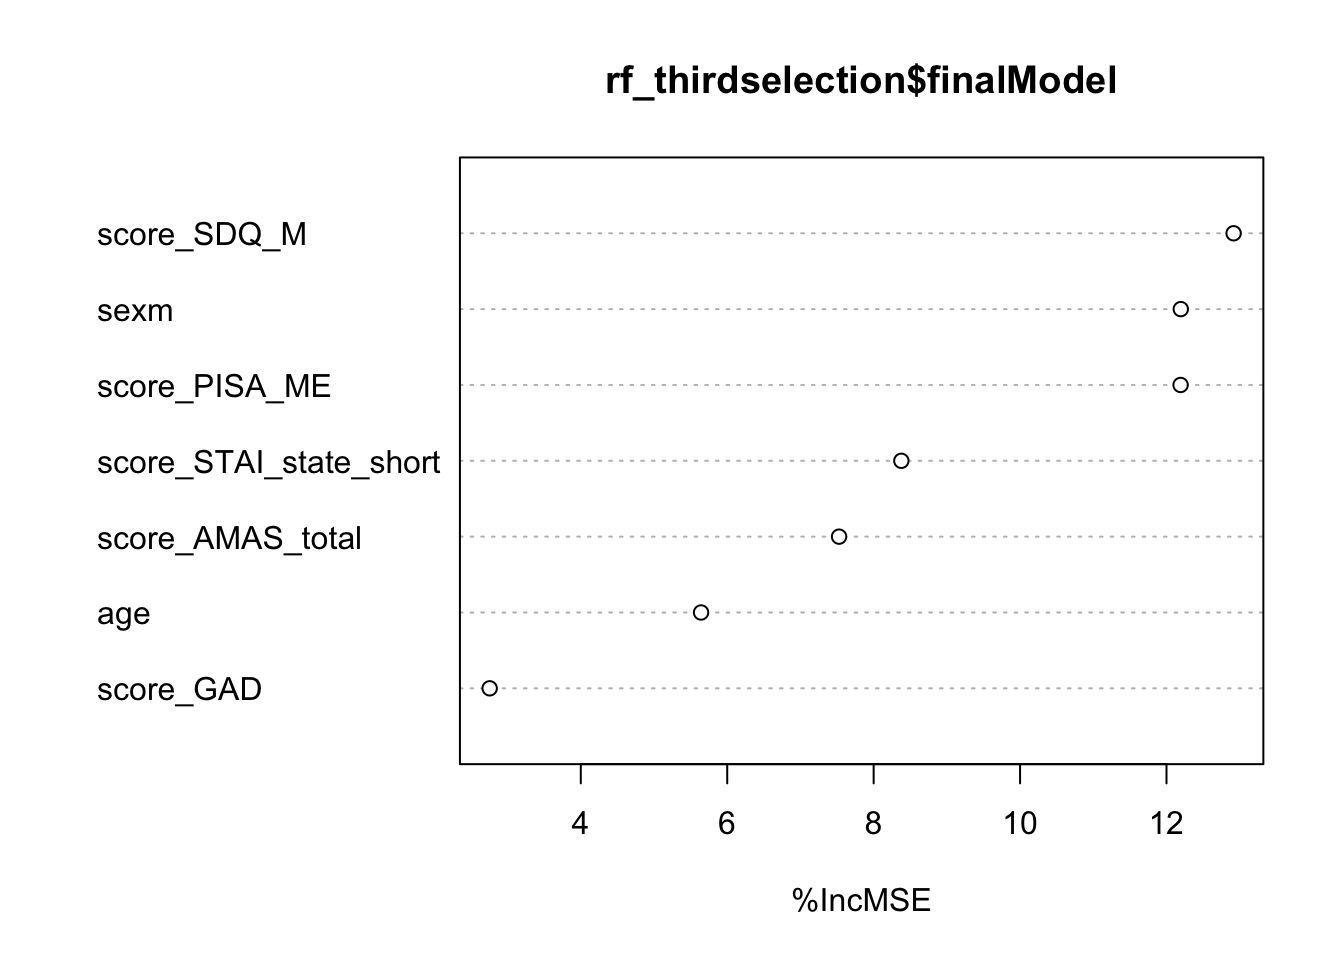 rf_thirdselection$finalModel
score_SDQ_M
sexm
score_PISA_ME
score_STAI_state_short
score_AMAS_total
age
score_GAD
4 6 8 10 12
%IncMSE